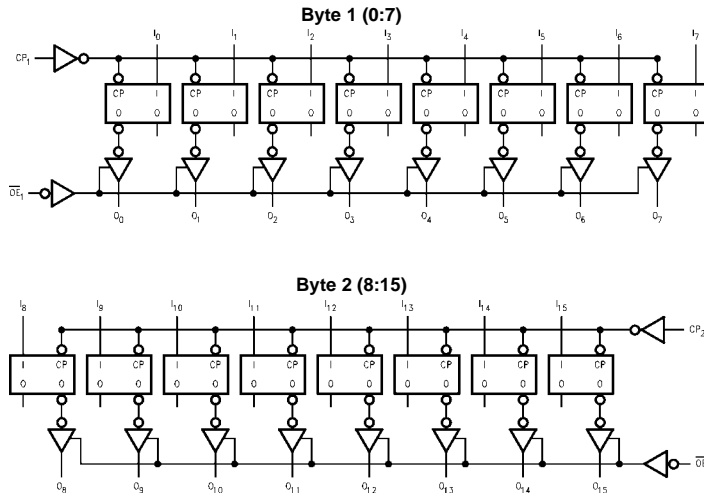 Byte 1 (0:7)
I₀ I₁ I₂ I₃ I₄ I₅ I₆ I₇
CP₁
CP I CP I CP I CP I CP I CP I CP I CP I
O O O O O O O O O O O O O O O O
O̅E̅₁
O₀ O₁ O₂ O₃ O₄ O₅ O₆ O₇
Byte 2 (8:15)
I₈ I₉ I₁₀ I₁₁ I₁₂ I₁₃ I₁₄ I₁₅
CP₂
I CP I CP I CP I CP I CP I CP I CP I CP
O O O O O O O O O O O O O O O O
O̅E̅
O₈ O₉ O₁₀ O₁₁ O₁₂ O₁₃ O₁₄ O₁₅